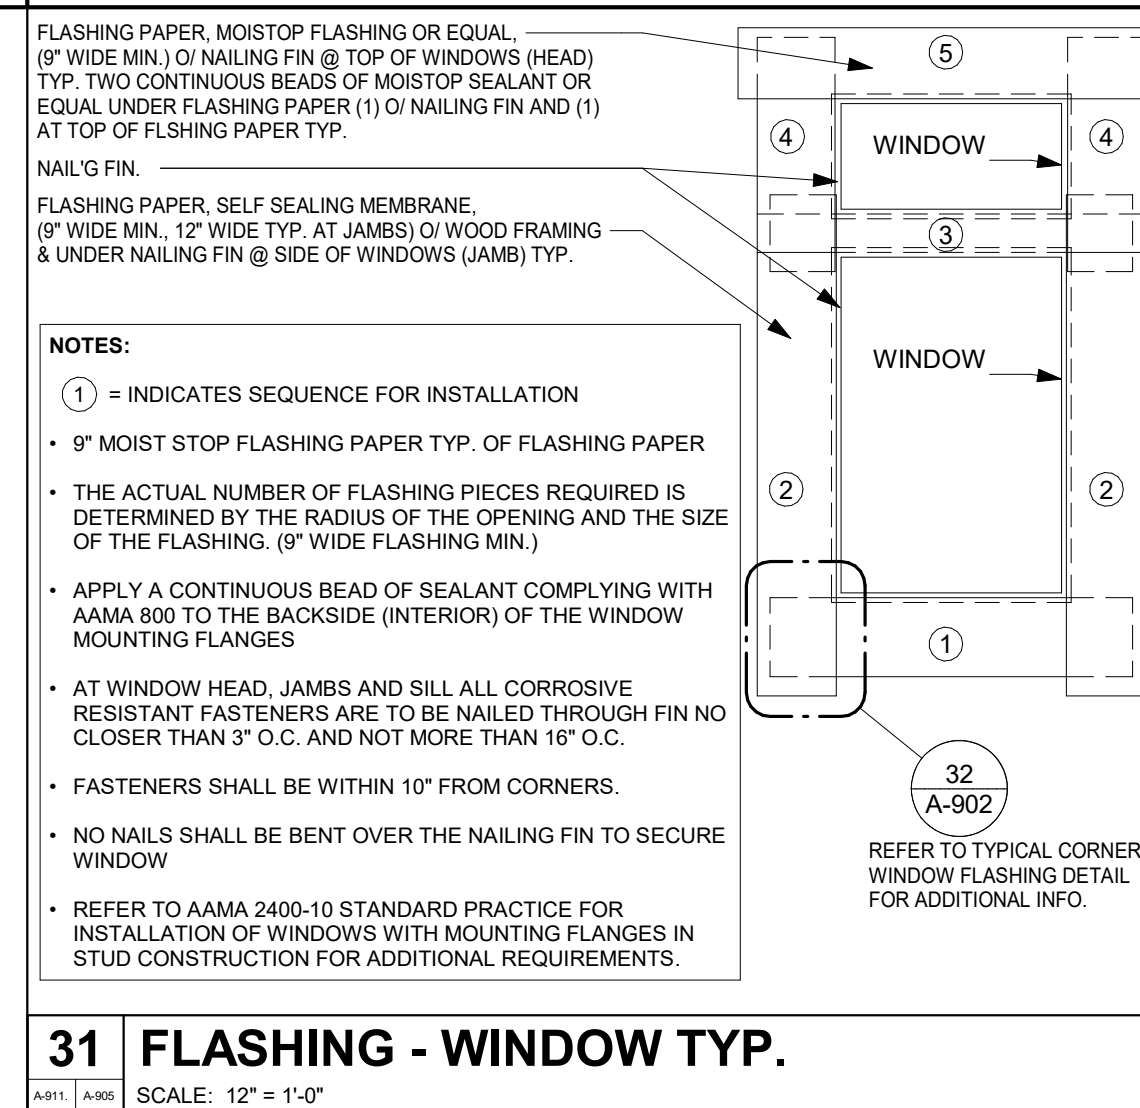 FLASHING PAPER, MOISTOP FLASHING OR EQUAL,
(9" WIDE MIN.) O/ NAILING FIN @ TOP OF WINDOWS (HEAD)
TYP. TWO CONTINUOUS BEADS OF MOISTOP SEALANT OR
EQUAL UNDER FLASHING PAPER (1) O/ NAILING FIN AND (1)
AT TOP OF FLSHING PAPER TYP.
NAIL'G FIN.
FLASHING PAPER, SELF SEALING MEMBRANE,
(9" WIDE MIN., 12" WIDE TYP. AT JAMBS) O/ WOOD FRAMING
& UNDER NAILING FIN @ SIDE OF WINDOWS (JAMB) TYP.
5
4
WINDOW
4
3
WINDOW
2
2
1
32
A-902
REFER TO TYPICAL CORNER
WINDOW FLASHING DETAIL
FOR ADDITIONAL INFO.
NOTES:
1 = INDICATES SEQUENCE FOR INSTALLATION
• 9" MOIST STOP FLASHING PAPER TYP. OF FLASHING PAPER
• THE ACTUAL NUMBER OF FLASHING PIECES REQUIRED IS
DETERMINED BY THE RADIUS OF THE OPENING AND THE SIZE
OF THE FLASHING. (9" WIDE FLASHING MIN.)
• APPLY A CONTINUOUS BEAD OF SEALANT COMPLYING WITH
AAMA 800 TO THE BACKSIDE (INTERIOR) OF THE WINDOW
MOUNTING FLANGES
• AT WINDOW HEAD, JAMBS AND SILL ALL CORROSIVE
RESISTANT FASTENERS ARE TO BE NAILED THROUGH FIN NO
CLOSER THAN 3" O.C. AND NOT MORE THAN 16" O.C.
• FASTENERS SHALL BE WITHIN 10" FROM CORNERS.
• NO NAILS SHALL BE BENT OVER THE NAILING FIN TO SECURE
WINDOW
• REFER TO AAMA 2400-10 STANDARD PRACTICE FOR
INSTALLATION OF WINDOWS WITH MOUNTING FLANGES IN
STUD CONSTRUCTION FOR ADDITIONAL REQUIREMENTS.
31 FLASHING - WINDOW TYP.
A-911. A-905 SCALE: 12" = 1'-0"